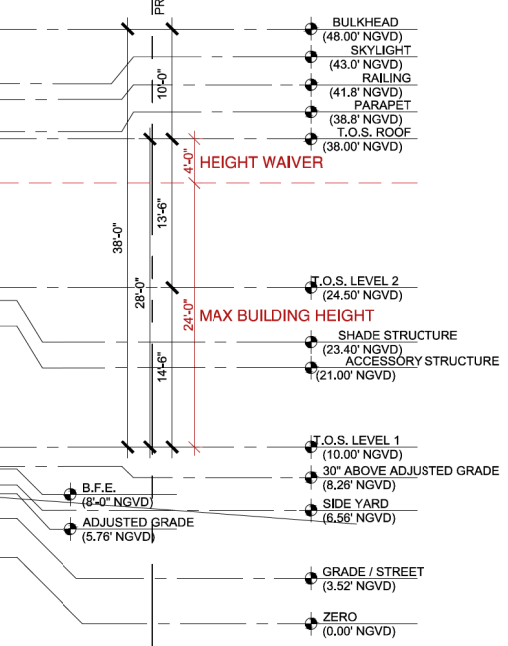 PR
BULKHEAD
(48.00' NGVD)
SKYLIGHT
(43.0' NGVD)
RAILING
(41.8' NGVD)
10'-0"
PARAPET
(38.8' NGVD)
T.O.S. ROOF
(38.00' NGVD)
4'-0"
HEIGHT WAIVER
13'-6"
38'-0"
28'-0"
T.O.S. LEVEL 2
(24.50' NGVD)
24'-0"
MAX BUILDING HEIGHT
SHADE STRUCTURE
(23.40' NGVD)
ACCESSORY STRUCTURE
(21.00' NGVD)
14'-6"
T.O.S. LEVEL 1
(10.00' NGVD)
30" ABOVE ADJUSTED GRADE
(8.26' NGVD)
B.F.E.
(8'-0" NGVD)
SIDE YARD
(6.56' NGVD)
ADJUSTED GRADE
(5.76' NGVD)
GRADE / STREET
(3.52' NGVD)
ZERO
(0.00' NGVD)